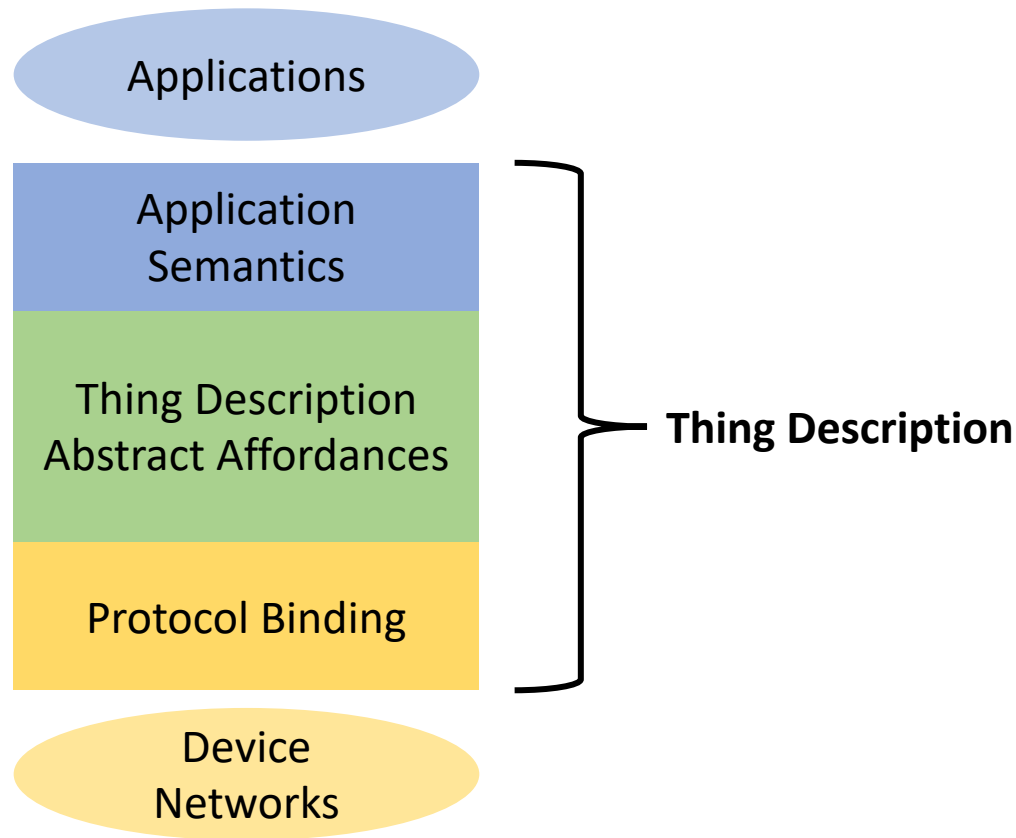 Applications
Application
Semantics
Thing Description
Abstract Affordances
Thing Description
Protocol Binding
Device
Networks